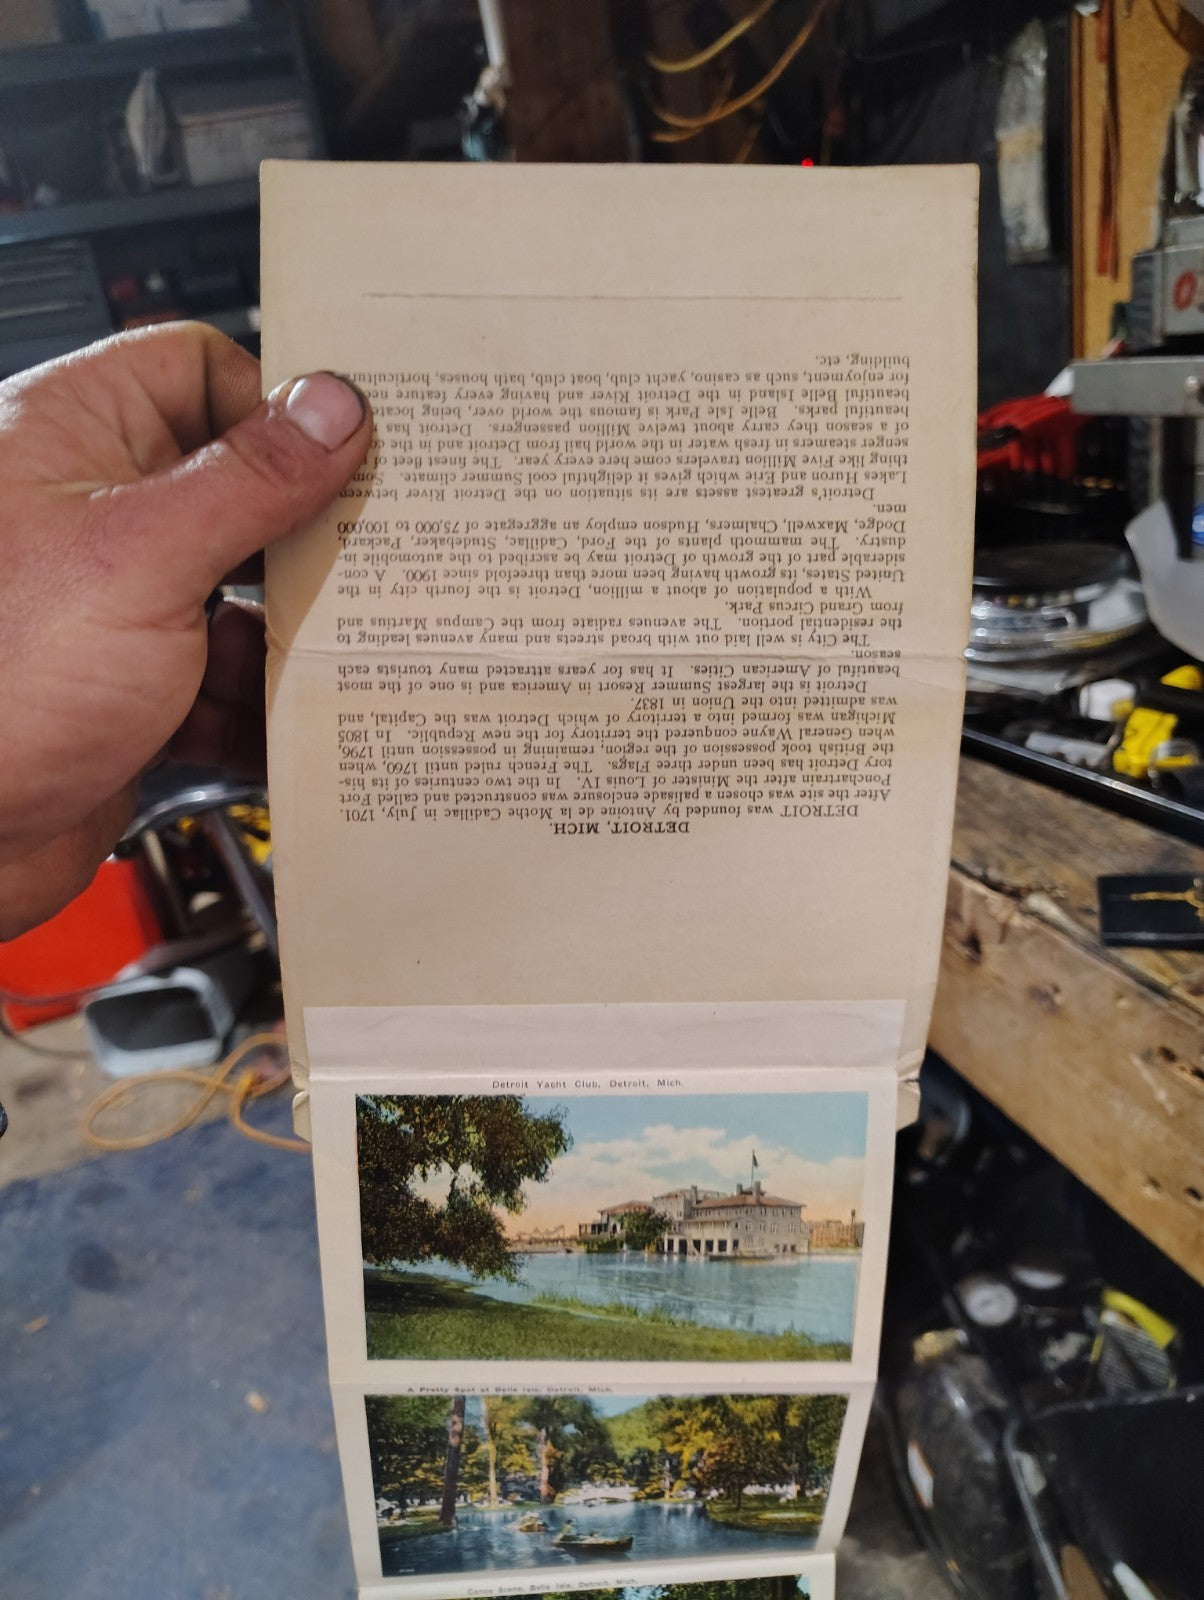 DETROIT, MICH.
DETROIT was founded by Antoine de la Mothe Cadillac in July, 1701.
After the site was chosen a palisade enclosure was constructed and called Fort
Ponchartrain after the Minister of Louis IV. In the two centuries of its his-
tory Detroit has been under three Flags. The French ruled until 1760, when
the British took possession of the region, remaining in possession until 1796,
when General Wayne conquered the territory for the new Republic. In 1805
Michigan was formed into a territory of which Detroit was the Capital, and
was admitted into the Union in 1837.
Detroit is the largest Summer Resort in America and is one of the most
beautiful of American Cities. It has for years attracted many tourists each
season.
The City is well laid out with broad streets and many avenues leading to
the residential portion. The avenues radiate from the Campus Martius and
from Grand Circus Park.
With a population of about a million, Detroit is the fourth city in the
United States, its growth having been more than threefold since 1900. A con-
siderable part of the growth of Detroit may be ascribed to the automobile in-
dustry. The mammoth plants of the Ford, Cadillac, Studebaker, Packard,
Dodge, Maxwell, Chalmers, Hudson employ an aggregate of 75,000 to 100,000
men.
Detroit's greatest assets are its situation on the Detroit River between
Lakes Huron and Erie which gives it delightful cool Summer climate. Som
thing like Five Million travelers come here every year. The finest fleet of
senger steamers in fresh water in the world hail from Detroit and in the
of a season they carry about twelve Million passengers. Detroit has
beautiful parks. Belle Isle Park is famous the world over, being locate
beautiful Belle Island in the Detroit River and having every feature
for enjoyment, such as casino, yacht club, boat club, bath houses, horticultur
building, etc.
Detroit Yacht Club, Detroit, Mich.
A Pretty Spot at Belle Isle, Detroit, Mich.
Canoe Scene, Belle Isle, Detroit, Mich.